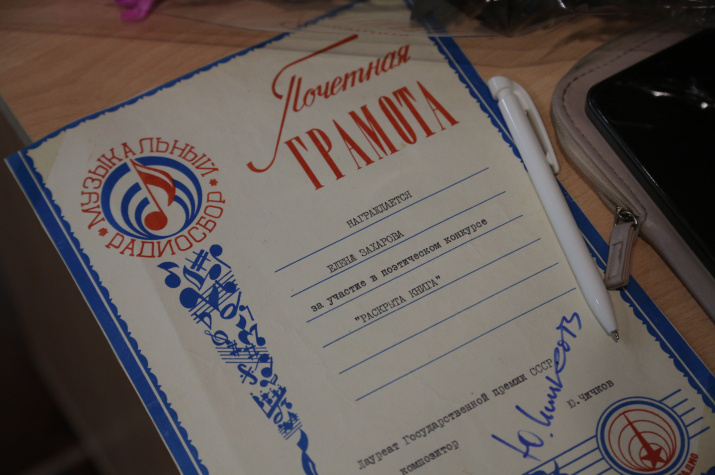 Почетная
ГРАМОТА
МУЗЫКАЛЬНЫЙ
РАДИОСБОР
НАГРАЖДАЕТСЯ
ЕЛЕНА ЗАХАРОВА
за участие в поэтическом конкурсе
"РАСКРЫТА КНИГА"
Лауреат Государственной премии СССР
композитор
Ю.Чичков